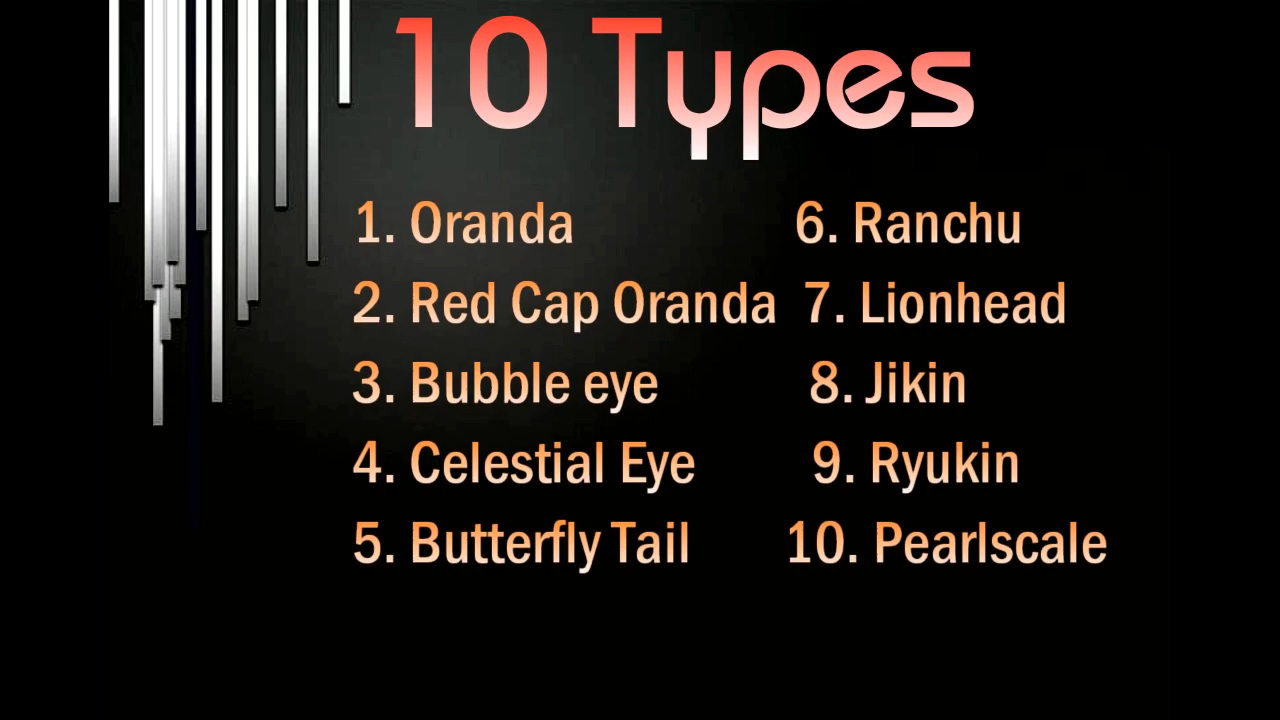 10 Types
1. Oranda
2. Red Cap Oranda
3. Bubble eye
4. Celestial Eye
5. Butterfly Tail
6. Ranchu
7. Lionhead
8. Jikin
9. Ryukin
10. Pearlscale